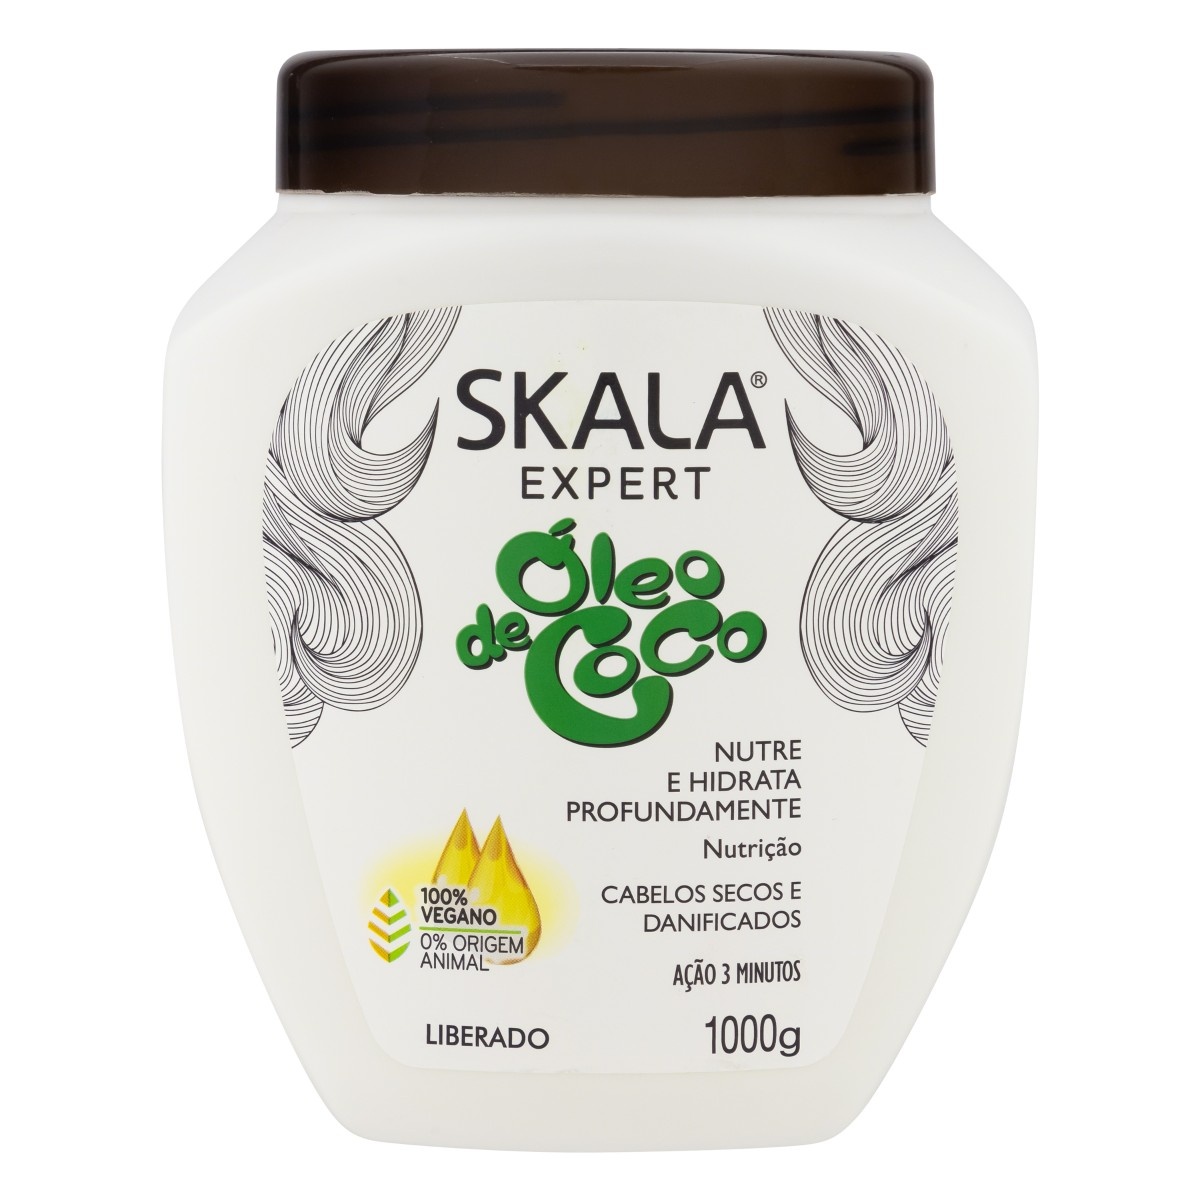 SKALA®
EXPERT
Óleo
de Coco
NUTRE
E HIDRATA
PROFUNDAMENTE
Nutrição
CABELOS SECOS E
DANIFICADOS
AÇÃO 3 MINUTOS
100%
VEGANO
0% ORIGEM
ANIMAL
LIBERADO
1000g